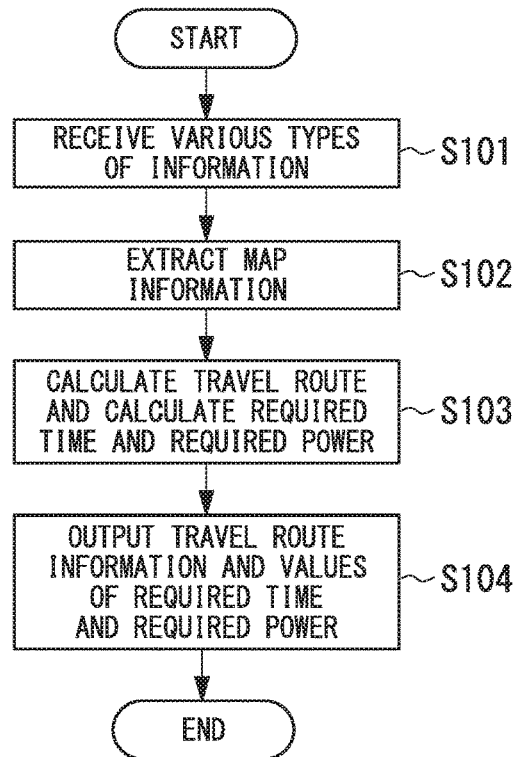 START
RECEIVE VARIOUS TYPES
OF INFORMATION
S101
EXTRACT MAP
INFORMATION
S102
CALCULATE TRAVEL ROUTE
AND CALCULATE REQUIRED
TIME AND REQUIRED POWER
S103
OUTPUT TRAVEL ROUTE
INFORMATION AND VALUES
OF REQUIRED TIME
AND REQUIRED POWER
S104
END